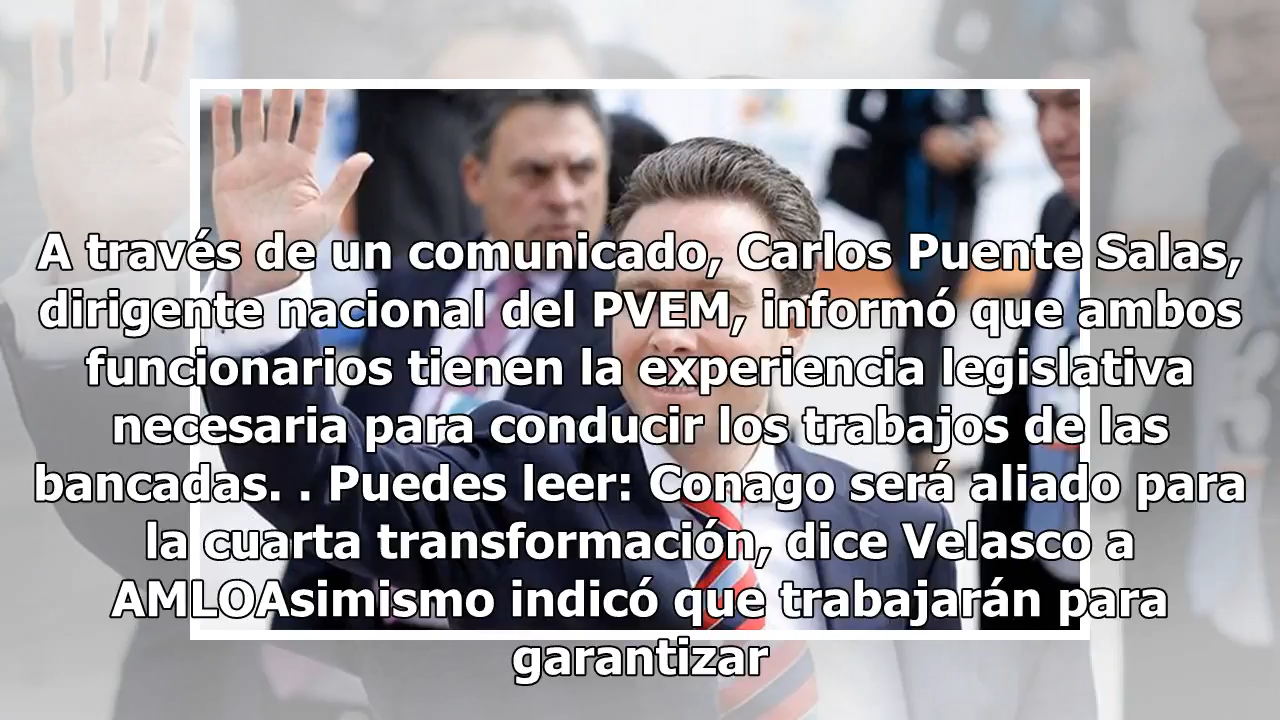 A través de un comunicado, Carlos Puente Salas,
dirigente nacional del PVEM, informó que ambos
funcionarios tienen la experiencia legislativa
necesaria para conducir los trabajos de las
bancadas. . Puedes leer: Conago será aliado para
la cuarta transformación, dice Velasco a
AMLOAsimismo indicó que trabajarán para
garantizar